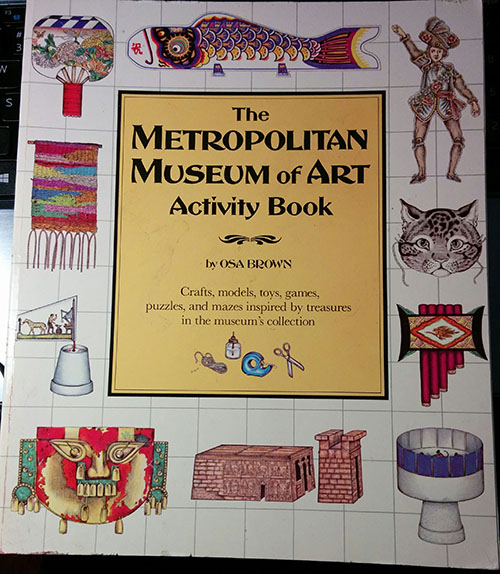 The
METROPOLITAN
MUSEUM of ART
Activity Book
by OSA BROWN
Crafts, models, toys, games,
puzzles, and mazes inspired by treasures
in the museum's collection